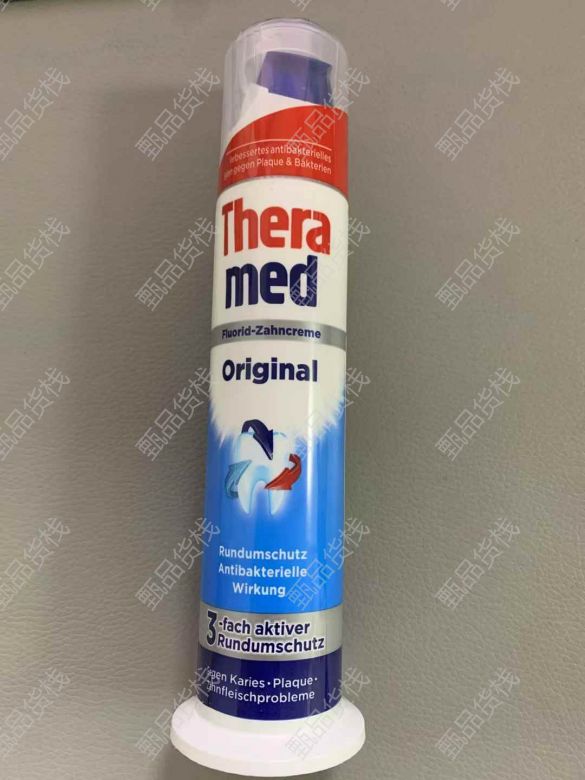 verbessertes antibakterielles
gegen Plaque & Bakterien
Thera
med
Fluorid-Zahncreme
Original
Rundumschutz
Antibakterielle
Wirkung
3-fach aktiver
Rundumschutz
gegen Karies • Plaque •
Zahnfleischprobleme
甄品货栈